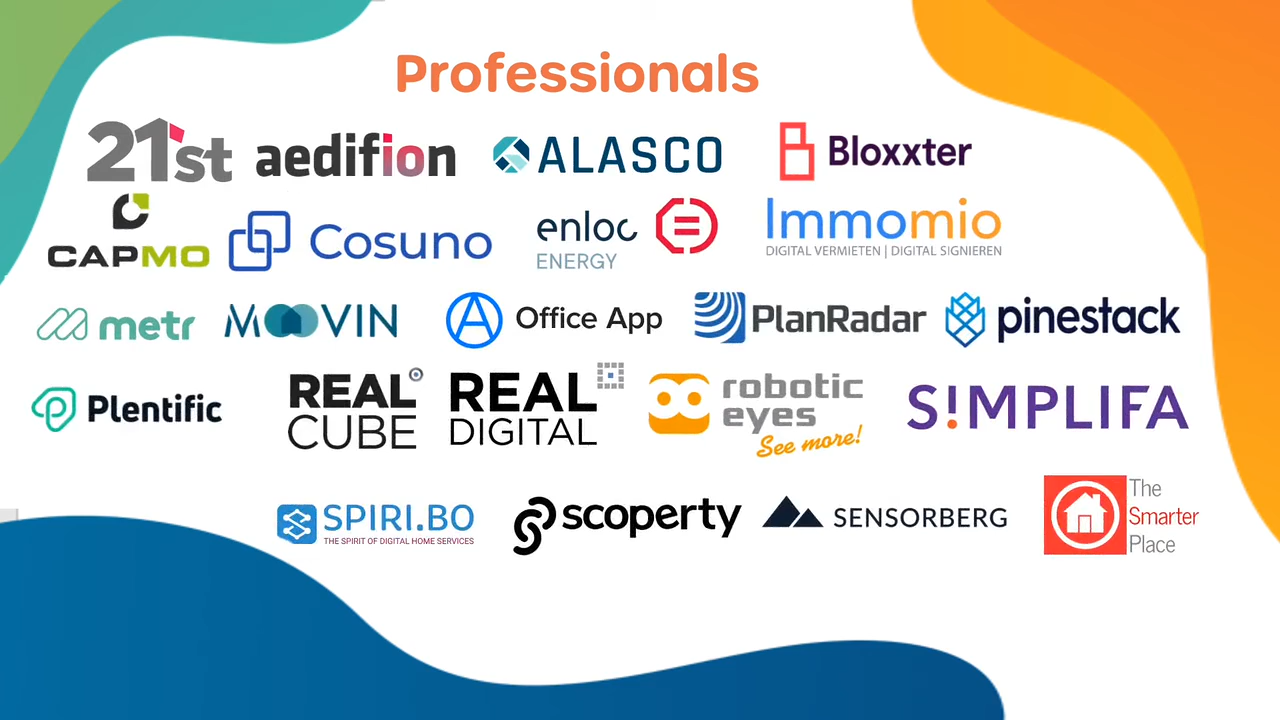 Professionals
21st aedifion ALASCO Bloxxter
CAPMO Cosuno enloc ENERGY Immomio
DIGITAL VERMIETEN | DIGITAL SIGNIEREN
metr MOOVIN Office App PlanRadar pinestack
Plentific
REAL
CUBE
REAL
DIGITAL
robotic
eyes
See more!
S!MPLIFA
SPIRI.BO
THE SPIRIT OF DIGITAL HOME SERVICES
scoperty SENSORBERG
The
Smarter
Place